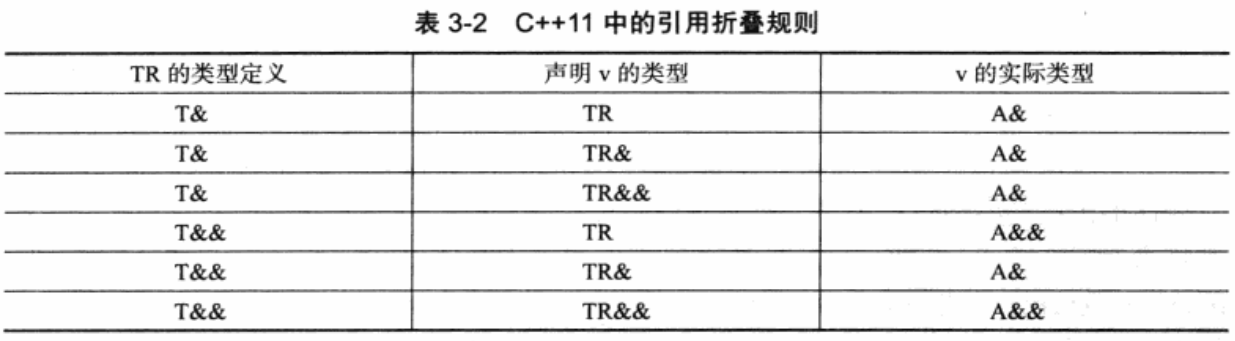 表 3-2 C++11 中的引用折叠规则
TR 的类型定义 声明 v 的类型 v 的实际类型
T& TR A&
T& TR& A&
T& TR&& A&
T&& TR A&&
T&& TR& A&
T&& TR&& A&&